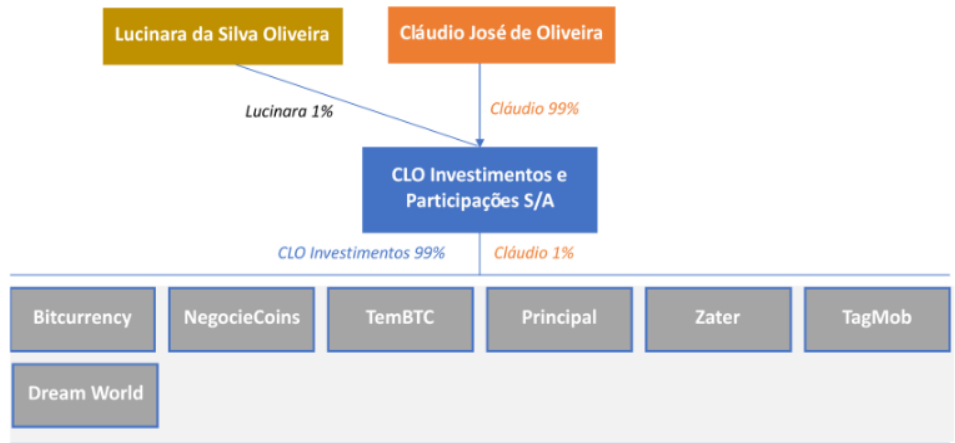 Lucinara da Silva Oliveira
Cláudio José de Oliveira
Lucinara 1%
Cláudio 99%
CLO Investimentos e
Participações S/A
CLO Investimentos 99%
Cláudio 1%
Bitcurrency
NegocieCoins
TemBTC
Principal
Zater
TagMob
Dream World